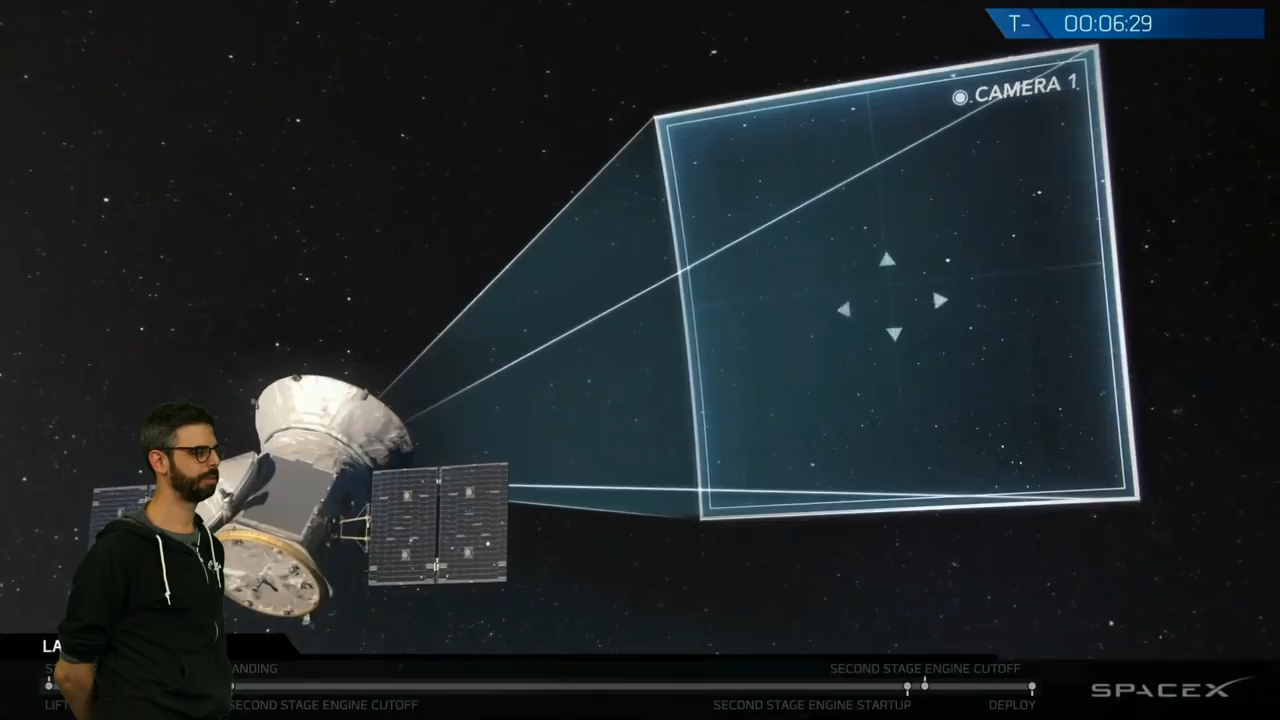 T- 00:06:29
CAMERA 1
LA
ANDING
SECOND STAGE ENGINE CUTOFF
LIFT
SECOND STAGE ENGINE CUTOFF
SECOND STAGE ENGINE STARTUP
DEPLOY
SPACEX